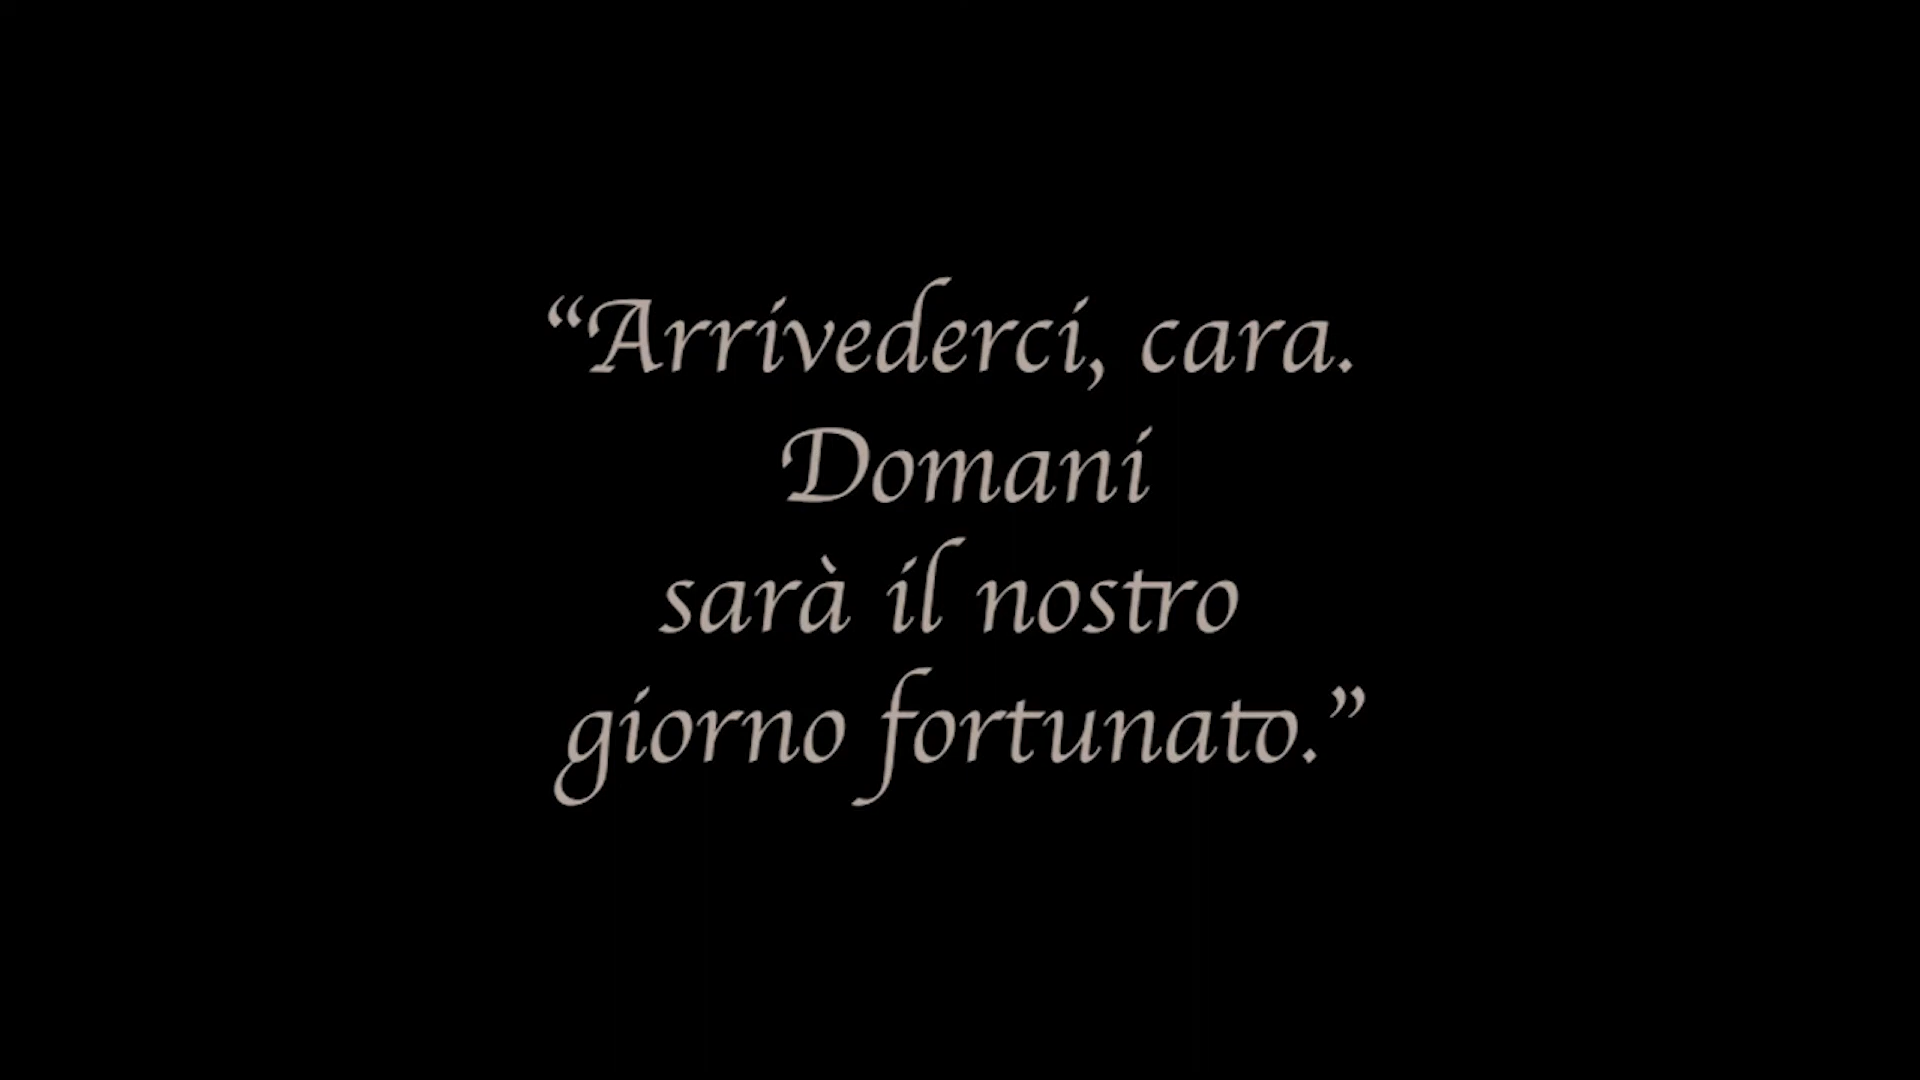 “Arrivederci, cara.
Domani
sarà il nostro
giorno fortunato.”